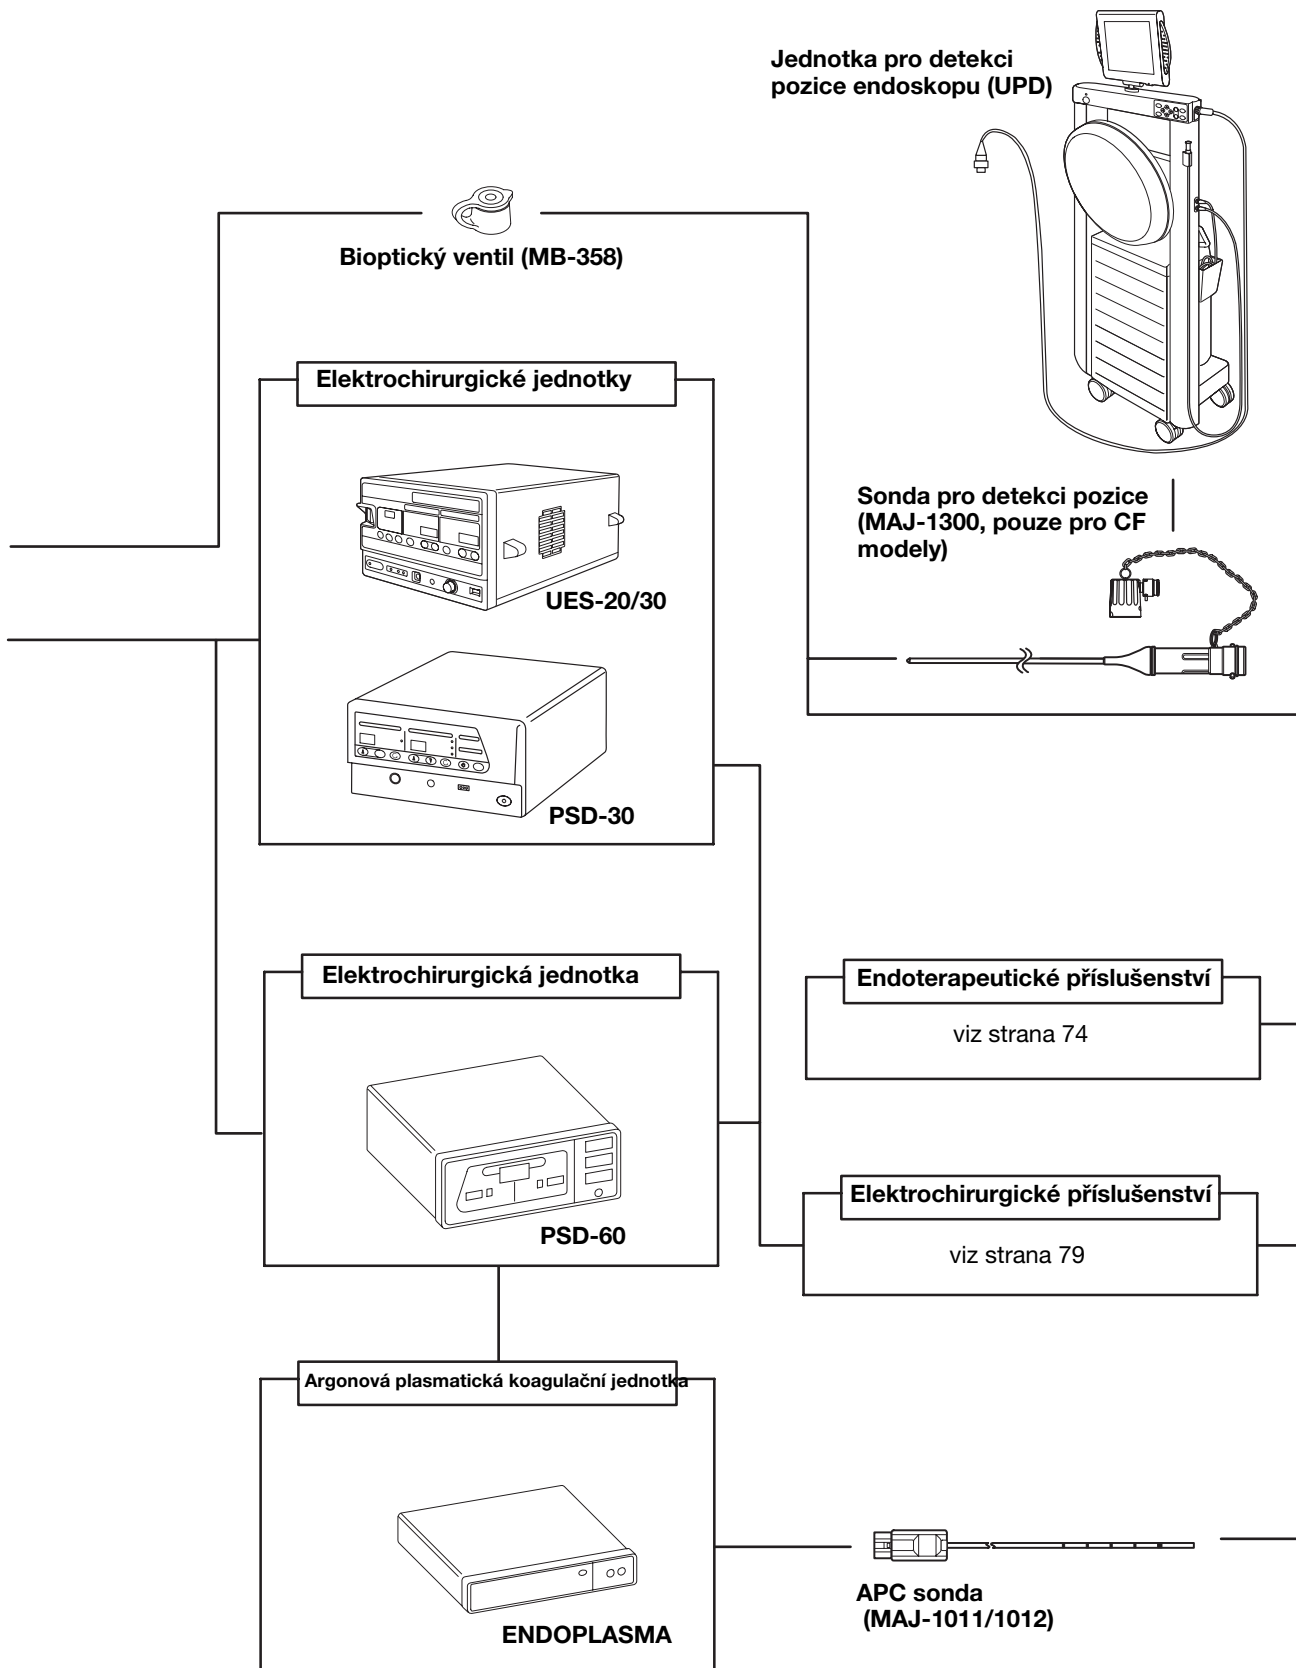 Jednotka pro detekci
pozice endoskopu (UPD)
Bioptický ventil (MB-358)
Elektrochirurgické jednotky
UES-20/30
PSD-30
Sonda pro detekci pozice
(MAJ-1300, pouze pro CF
modely)
Elektrochirurgická jednotka
PSD-60
Endoterapeutické příslušenství
viz strana 74
Elektrochirurgické příslušenství
viz strana 79
Argonová plasmatická koagulační jednotka
ENDOPLASMA
APC sonda
(MAJ-1011/1012)